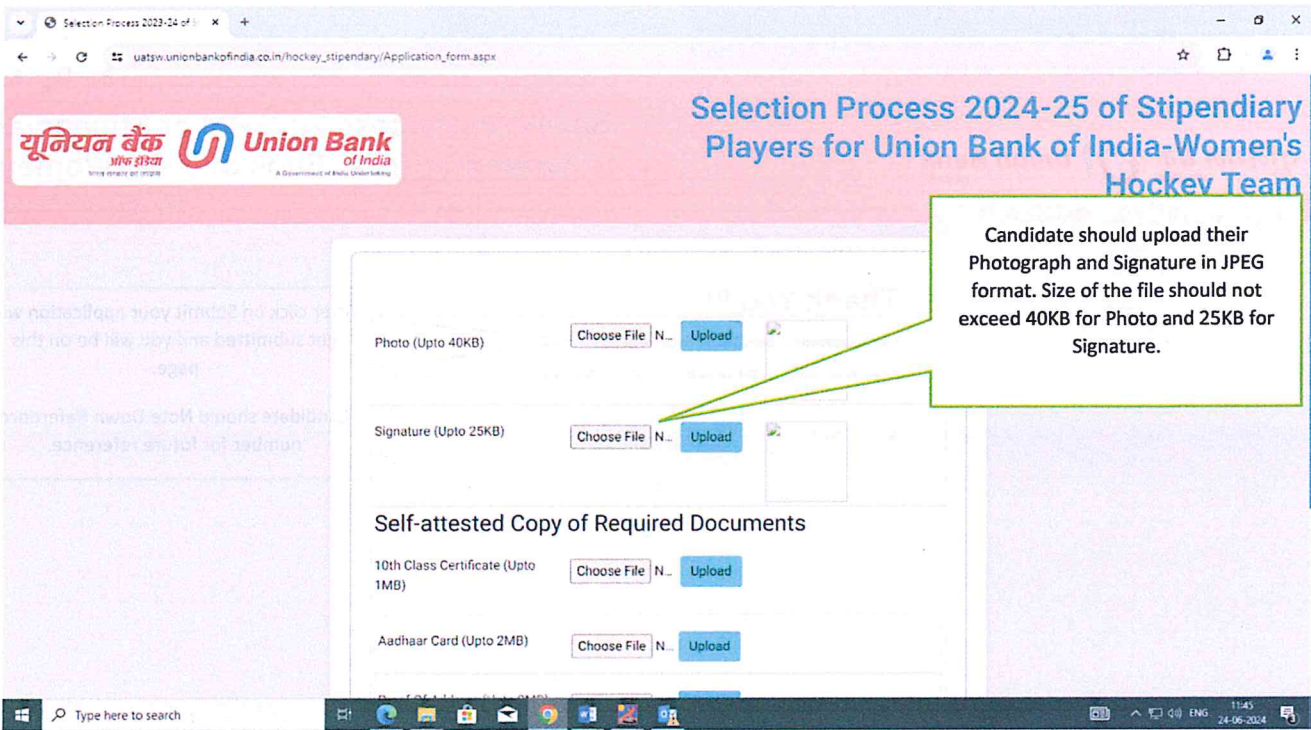 Selection Process 2023-24 of
uatsw.unionbankofindia.co.in/hockey_stipendary/Application_form.aspx
यूनियन बैंक
ऑफ इंडिया
भारत सरकार का उपक्रम
Union Bank
of India
A Government of India Undertaking
Selection Process 2024-25 of Stipendiary
Players for Union Bank of India-Women's
Hockey Team
Candidate should upload their
Photograph and Signature in JPEG
format. Size of the file should not
exceed 40KB for Photo and 25KB for
Signature.
Photo (Upto 40KB)
Choose File N... Upload
Signature (Upto 25KB)
Choose File N... Upload
Self-attested Copy of Required Documents
10th Class Certificate (Upto
1MB)
Choose File N... Upload
Aadhaar Card (Upto 2MB)
Choose File N... Upload
Type here to search
ENG
11:45
24-06-2024